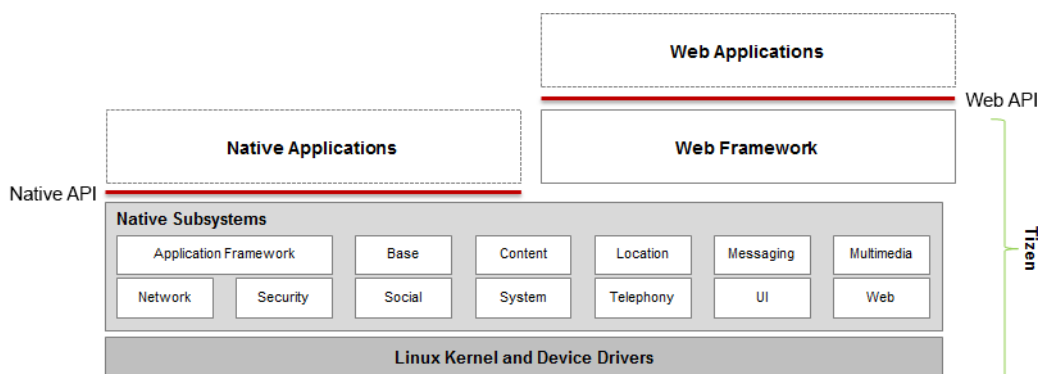 Web Applications
Web API
Native Applications
Web Framework
Native API
Native Subsystems
Application Framework
Base
Content
Location
Messaging
Multimedia
Network
Security
Social
System
Telephony
UI
Web
Tizen
Linux Kernel and Device Drivers